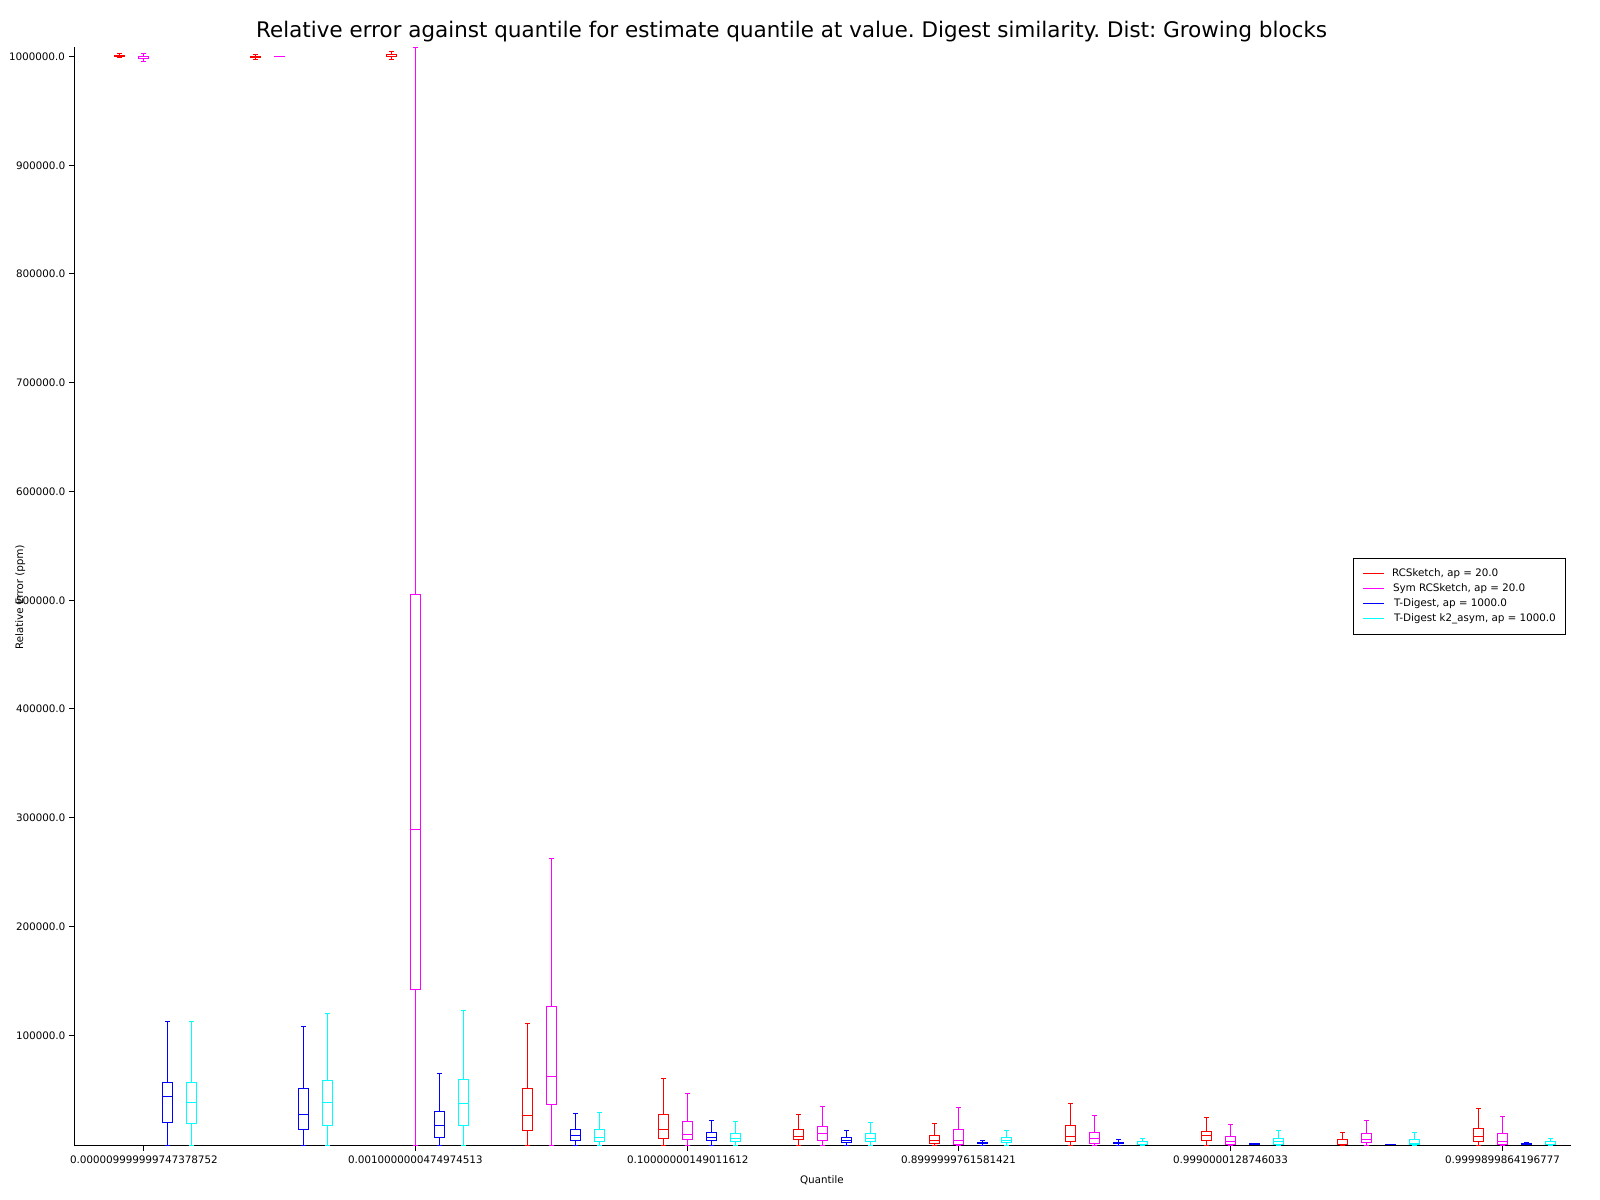 Relative error against quantile for estimate quantile at value. Digest similarity. Dist: Growing blocks
1000000.0
900000.0
800000.0
700000.0
600000.0
500000.0
400000.0
300000.0
200000.0
100000.0
Relative Error (ppm)
RCSketch, ap = 20.0
Sym RCSketch, ap = 20.0
T-Digest, ap = 1000.0
T-Digest k2_asym, ap = 1000.0
0.0000099999999747378752 0.0010000000474974513 0.10000000149011612 0.8999999761581421 0.9990000128746033 0.9999899864196777
Quantile